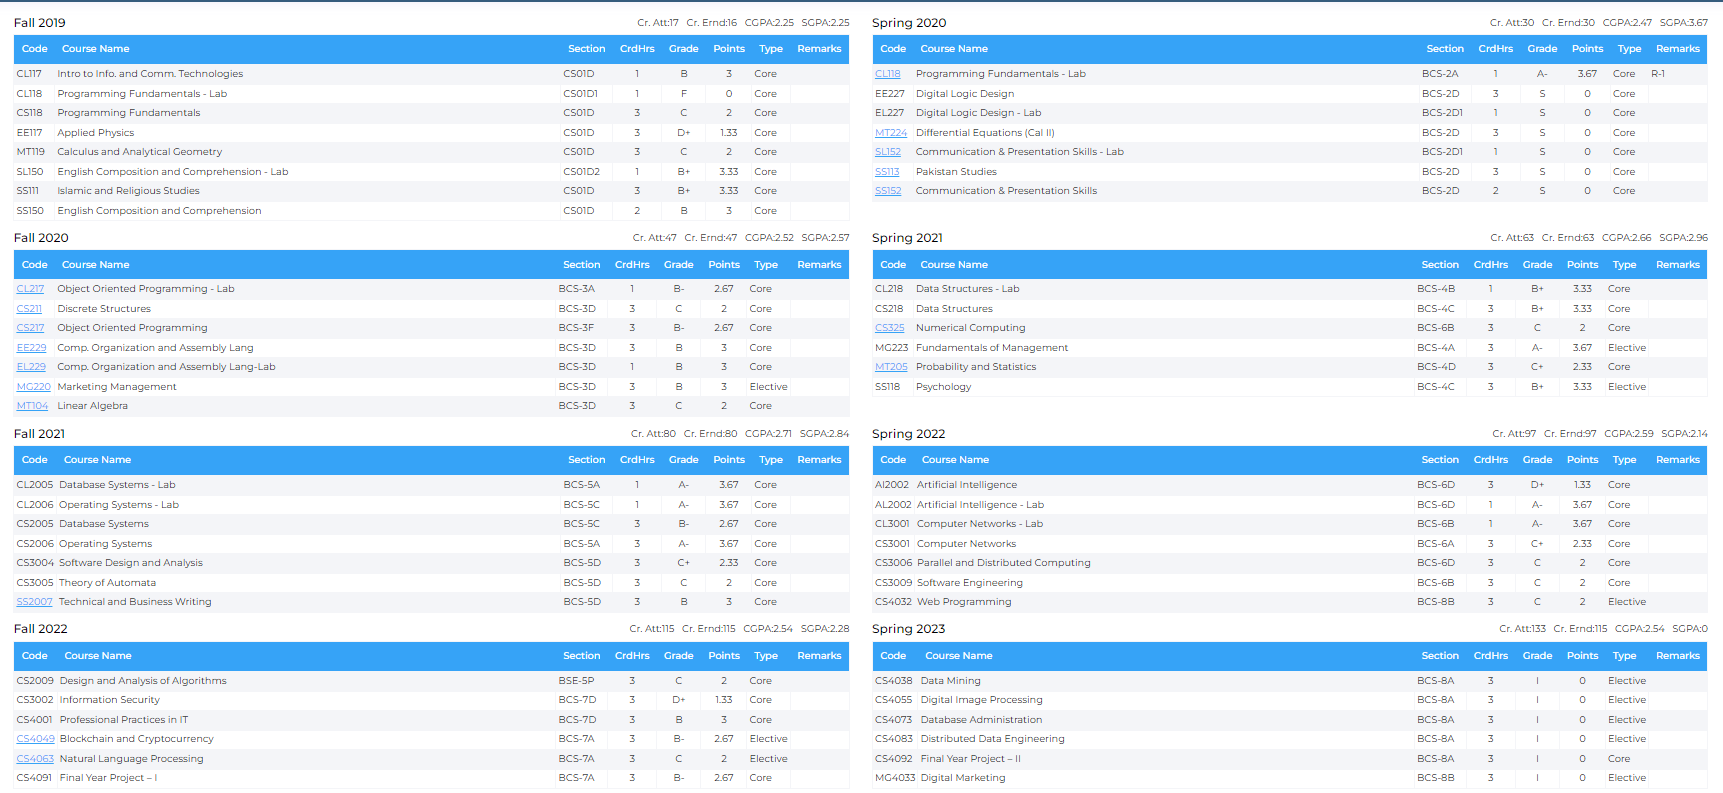 Fall 2019 Cr. Att:17 Cr. Ernd:16 CGPA:2.25 SGPA:2.25
Code Course Name Section CrdHrs Grade Points Type Remarks
CL117 Intro to Info. and Comm. Technologies CS01D 1 B 3 Core
CL118 Programming Fundamentals - Lab CS01D1 1 F 0 Core
CS118 Programming Fundamentals CS01D 3 C 2 Core
EE117 Applied Physics CS01D 3 D+ 1.33 Core
MT119 Calculus and Analytical Geometry CS01D 3 C 2 Core
SL150 English Composition and Comprehension - Lab CS01D2 1 B+ 3.33 Core
SS111 Islamic and Religious Studies CS01D 3 B+ 3.33 Core
SS150 English Composition and Comprehension CS01D 2 B 3 Core
Spring 2020 Cr. Att:30 Cr. Ernd:30 CGPA:2.47 SGPA:3.67
Code Course Name Section CrdHrs Grade Points Type Remarks
CL118 Programming Fundamentals - Lab BCS-2A 1 A- 3.67 Core R-1
EE227 Digital Logic Design BCS-2D 3 S 0 Core
EL227 Digital Logic Design - Lab BCS-2D1 1 S 0 Core
MT224 Differential Equations (Cal II) BCS-2D 3 S 0 Core
SL152 Communication & Presentation Skills - Lab BCS-2D1 1 S 0 Core
SS113 Pakistan Studies BCS-2D 3 S 0 Core
SS152 Communication & Presentation Skills BCS-2D 2 S 0 Core
Fall 2020 Cr. Att:47 Cr. Ernd:47 CGPA:2.52 SGPA:2.57
Code Course Name Section CrdHrs Grade Points Type Remarks
CL217 Object Oriented Programming - Lab BCS-3A 1 B- 2.67 Core
CS211 Discrete Structures BCS-3D 3 C 2 Core
CS217 Object Oriented Programming BCS-3F 3 B- 2.67 Core
EE229 Comp. Organization and Assembly Lang BCS-3D 3 B 3 Core
EL229 Comp. Organization and Assembly Lang-Lab BCS-3D 1 B 3 Core
MG220 Marketing Management BCS-3D 3 B 3 Elective
MT104 Linear Algebra BCS-3D 3 C 2 Core
Spring 2021 Cr. Att:63 Cr. Ernd:63 CGPA:2.66 SGPA:2.96
Code Course Name Section CrdHrs Grade Points Type Remarks
CL218 Data Structures - Lab BCS-4B 1 B+ 3.33 Core
CS218 Data Structures BCS-4C 3 B+ 3.33 Core
CS325 Numerical Computing BCS-6B 3 C 2 Core
MG223 Fundamentals of Management BCS-4A 3 A- 3.67 Elective
MT205 Probability and Statistics BCS-4D 3 C+ 2.33 Core
SS118 Psychology BCS-4C 3 B+ 3.33 Elective
Fall 2021 Cr. Att:80 Cr. Ernd:80 CGPA:2.71 SGPA:2.84
Code Course Name Section CrdHrs Grade Points Type Remarks
CL2005 Database Systems - Lab BCS-5A 1 A- 3.67 Core
CL2006 Operating Systems - Lab BCS-5C 1 A- 3.67 Core
CS2005 Database Systems BCS-5C 3 B- 2.67 Core
CS2006 Operating Systems BCS-5A 3 A- 3.67 Core
CS3004 Software Design and Analysis BCS-5D 3 C+ 2.33 Core
CS3005 Theory of Automata BCS-5D 3 C 2 Core
SS2007 Technical and Business Writing BCS-5D 3 B 3 Core
Spring 2022 Cr. Att:97 Cr. Ernd:97 CGPA:2.59 SGPA:2.14
Code Course Name Section CrdHrs Grade Points Type Remarks
AI2002 Artificial Intelligence BCS-6D 3 D+ 1.33 Core
AL2002 Artificial Intelligence - Lab BCS-6D 1 A- 3.67 Core
CL3001 Computer Networks - Lab BCS-6B 1 A- 3.67 Core
CS3001 Computer Networks BCS-6A 3 C+ 2.33 Core
CS3006 Parallel and Distributed Computing BCS-6D 3 C 2 Core
CS3009 Software Engineering BCS-6B 3 C 2 Core
CS4032 Web Programming BCS-8B 3 C 2 Elective
Fall 2022 Cr. Att:115 Cr. Ernd:115 CGPA:2.54 SGPA:2.28
Code Course Name Section CrdHrs Grade Points Type Remarks
CS2009 Design and Analysis of Algorithms BSE-5P 3 C 2 Core
CS3002 Information Security BCS-7D 3 D+ 1.33 Core
CS4001 Professional Practices in IT BCS-7D 3 B 3 Core
CS4049 Blockchain and Cryptocurrency BCS-7A 3 B- 2.67 Elective
CS4063 Natural Language Processing BCS-7A 3 C 2 Elective
CS4091 Final Year Project – I BCS-7A 3 B- 2.67 Core
Spring 2023 Cr. Att:133 Cr. Ernd:115 CGPA:2.54 SGPA:0
Code Course Name Section CrdHrs Grade Points Type Remarks
CS4038 Data Mining BCS-8A 3 I 0 Elective
CS4055 Digital Image Processing BCS-8A 3 I 0 Elective
CS4073 Database Administration BCS-8A 3 I 0 Elective
CS4083 Distributed Data Engineering BCS-8A 3 I 0 Elective
CS4092 Final Year Project – II BCS-8A 3 I 0 Core
MG4033 Digital Marketing BCS-8B 3 I 0 Elective